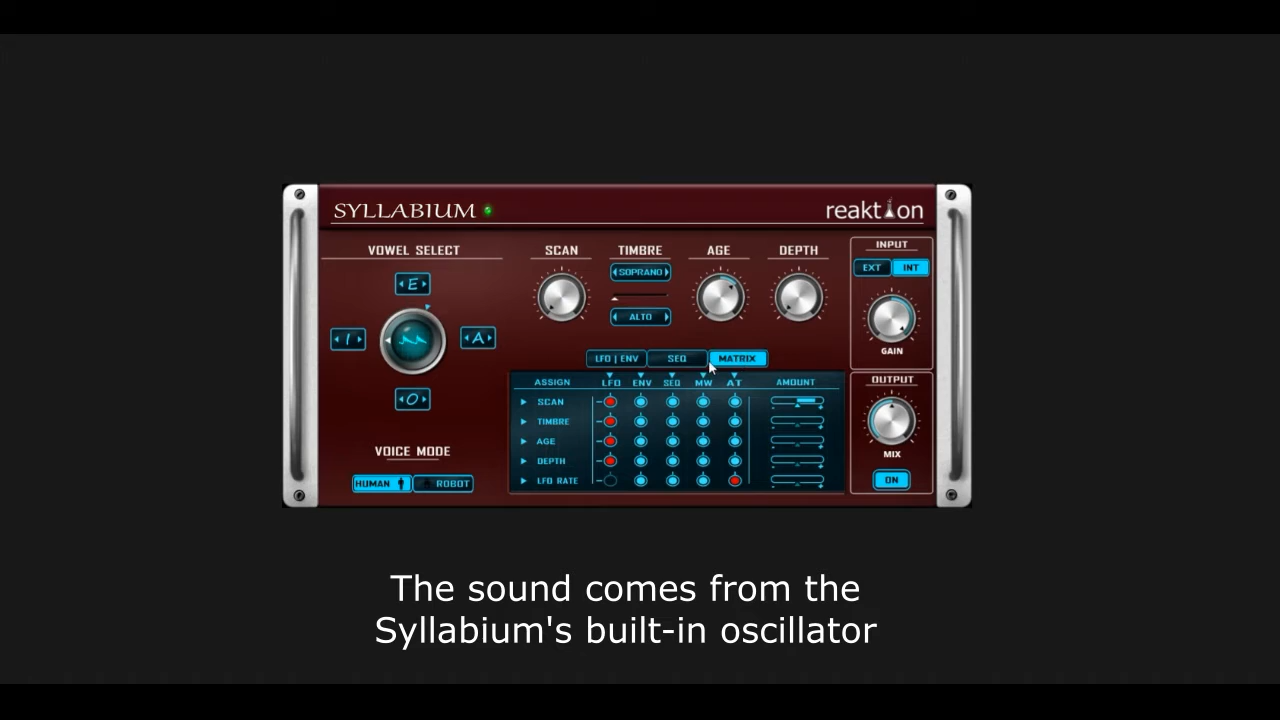 SYLLABIUM
reaktion
VOWEL SELECT
E
I
A
O
VOICE MODE
HUMAN
ROBOT
SCAN
TIMBRE
AGE
DEPTH
SOPRANO
ALTO
LFO | ENV
SEQ
MATRIX
ASSIGN LFO ENV SEQ MW AT AMOUNT
SCAN
TIMBRE
AGE
DEPTH
LFO RATE
INPUT
EXT INT
GAIN
OUTPUT
MIX
ON
The sound comes from the
Syllabium's built-in oscillator